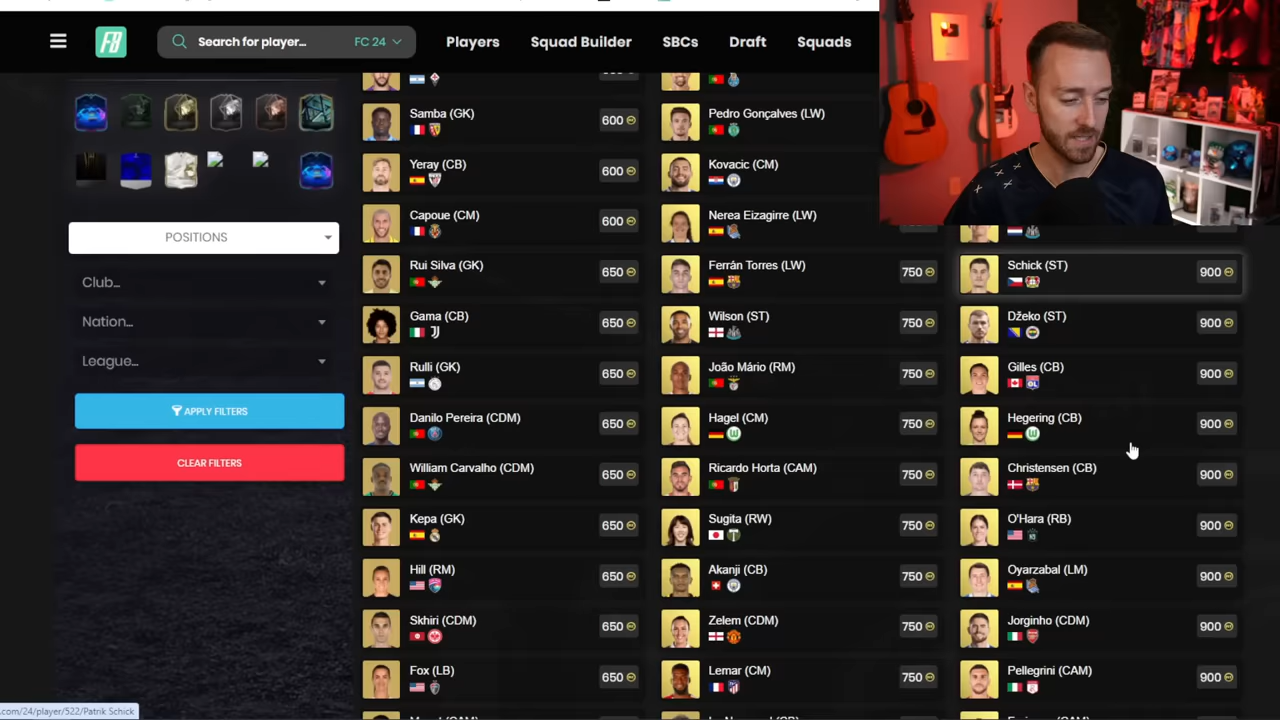 FB
Search for player...
FC 24
Players
Squad Builder
SBCs
Draft
Squads
POSITIONS
Club...
Nation...
League...
APPLY FILTERS
CLEAR FILTERS
Samba (GK)
600
Yeray (CB)
600
Capoue (CM)
600
Rui Silva (GK)
650
Gama (CB)
650
Rulli (GK)
650
Danilo Pereira (CDM)
650
William Carvalho (CDM)
650
Kepa (GK)
650
Hill (RM)
650
Skhiri (CDM)
650
Fox (LB)
650
Pedro Gonçalves (LW)
Kovacic (CM)
Nerea Eizagirre (LW)
Ferrán Torres (LW)
750
Wilson (ST)
750
João Mário (RM)
750
Hagel (CM)
750
Ricardo Horta (CAM)
750
Sugita (RW)
750
Akanji (CB)
750
Zelem (CDM)
750
Lemar (CM)
750
Schick (ST)
900
Džeko (ST)
900
Gilles (CB)
900
Hegering (CB)
900
Christensen (CB)
900
O'Hara (RB)
900
Oyarzabal (LM)
900
Jorginho (CDM)
900
Pellegrini (CAM)
900
.com/24/player/522/Patrik Schick